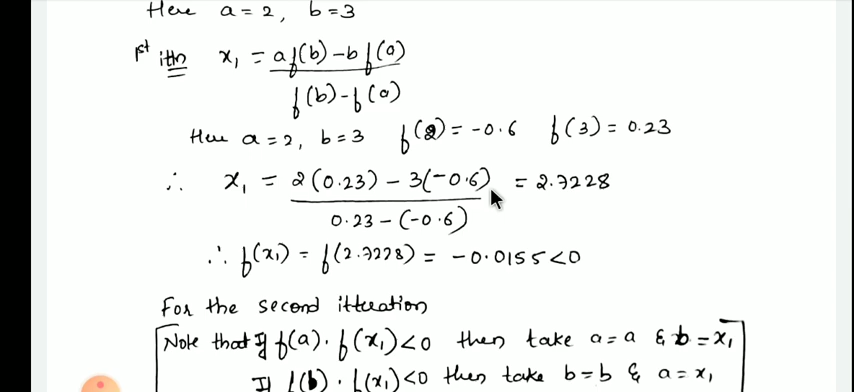 Here a = 2, b = 3
1st ittn x₁ = af(b) - bf(a)
f(b) - f(a)
Here a = 2, b = 3 f(2) = -0.6 f(3) = 0.23
∴ x₁ = 2(0.23) - 3(-0.6) = 2.7228
0.23 - (-0.6)
∴ f(x₁) = f(2.7228) = -0.0155 < 0
For the second itteration
Note that If f(a) · f(x₁) < 0 then take a = a & b = x₁
If f(b) · f(x₁) < 0 then take b = b & a = x₁